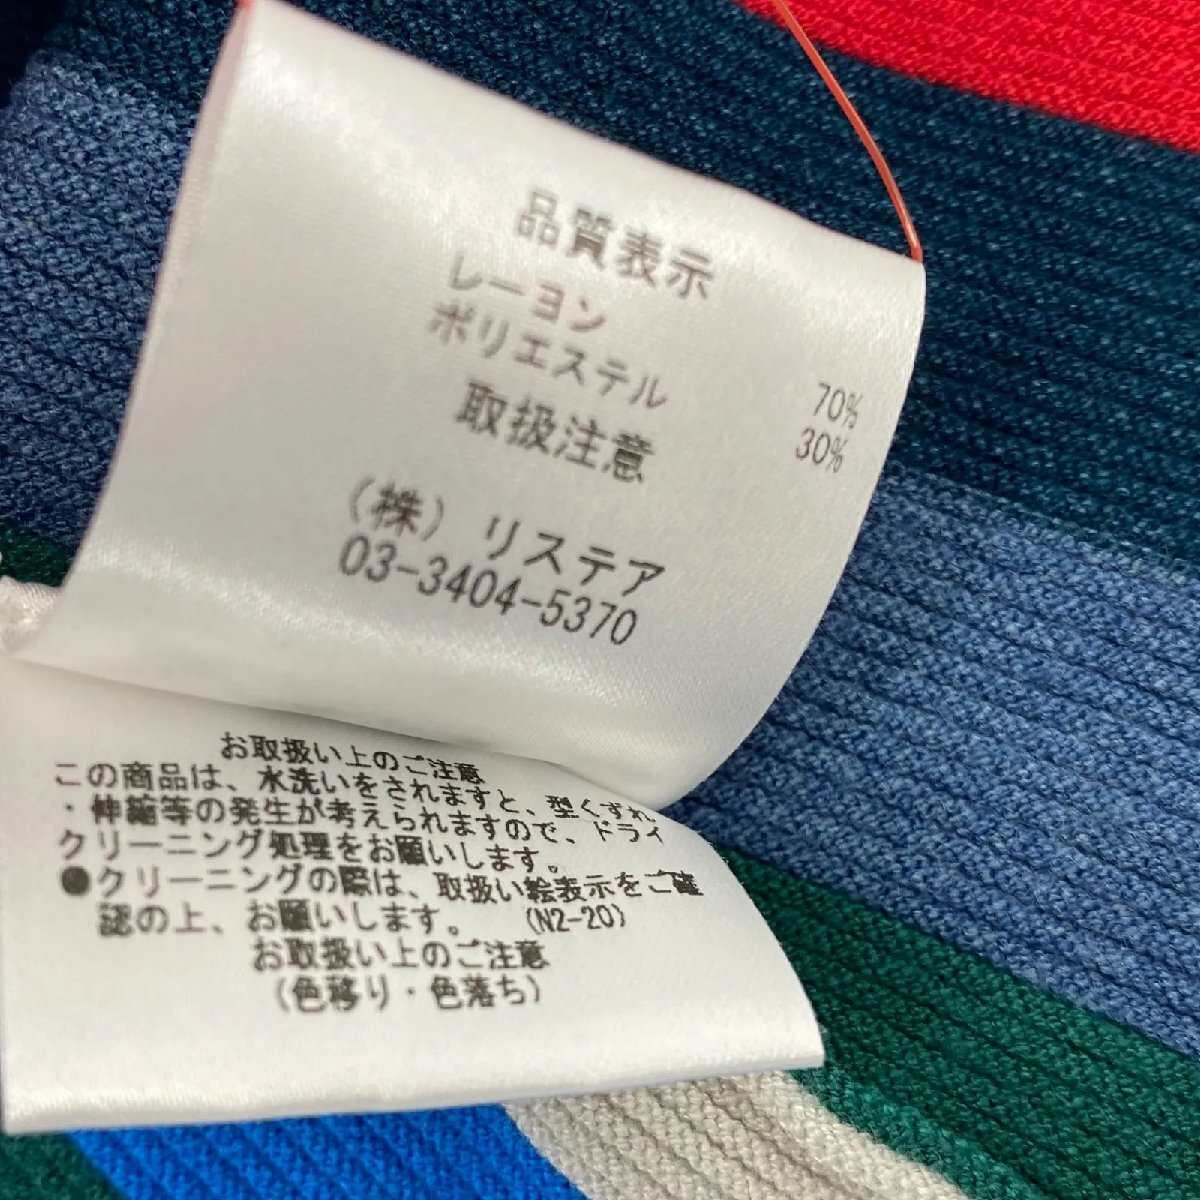 品質表示
レーヨン 70%
ポリエステル 30%
取扱注意
（株）リステア
03-3404-5370
お取扱い上のご注意
この商品は、水洗いをされますと、型くずれ
・伸縮等の発生が考えられますので、ドライ
クリーニング処理をお願いします。
●クリーニングの際は、取扱い絵表示をご確
認の上、お願いします。 (N2-20)
お取扱い上のご注意
(色移り・色落ち)